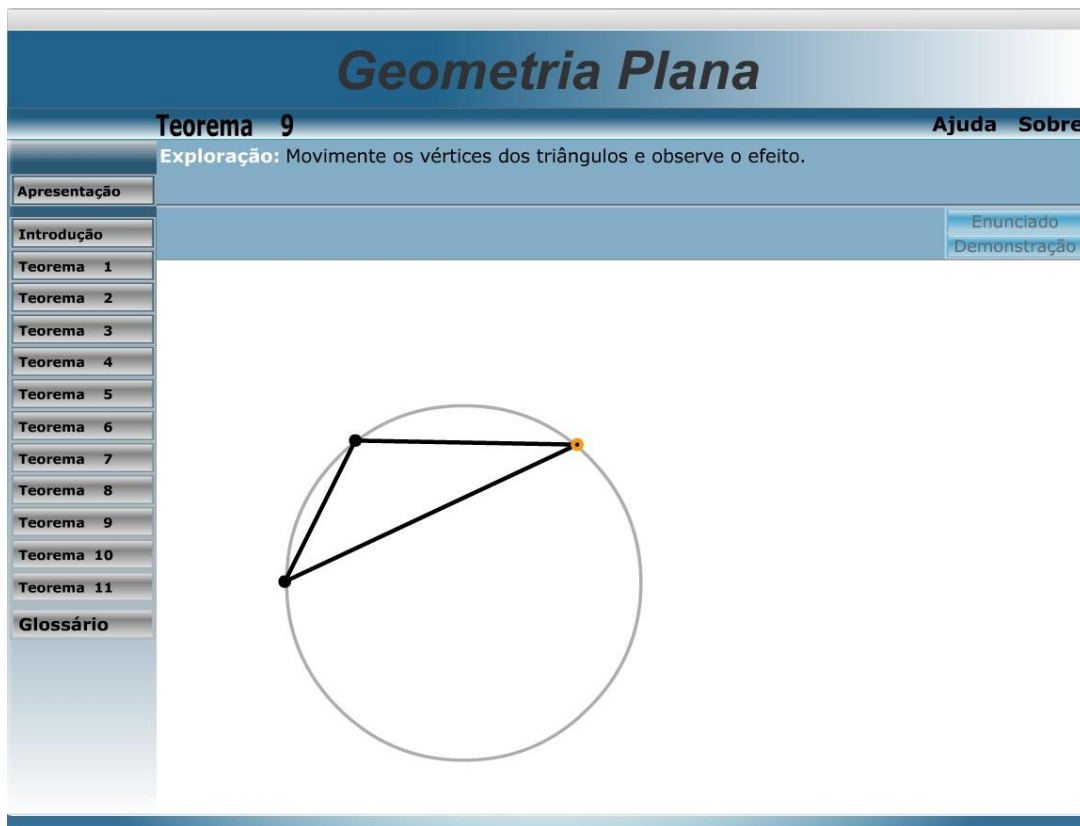 Geometria Plana
Teorema 9
Ajuda Sobre
Exploração: Movimente os vértices dos triângulos e observe o efeito.
Apresentação
Enunciado
Demonstração
Introdução
Teorema 1
Teorema 2
Teorema 3
Teorema 4
Teorema 5
Teorema 6
Teorema 7
Teorema 8
Teorema 9
Teorema 10
Teorema 11
Glossário